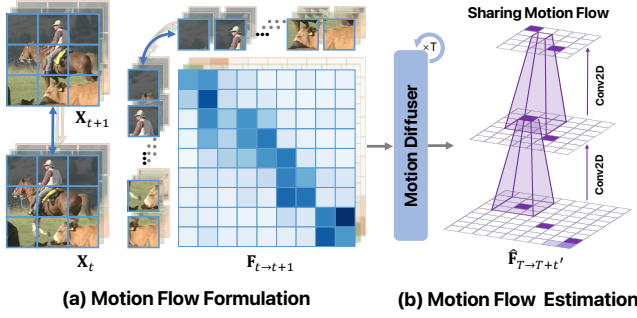 Sharing Motion Flow
×T
Motion Diffuser
Conv2D
Conv2D
X_{t+1}
X_t
F_{t→t+1}
F̂_{T→T+t′}
(a) Motion Flow Formulation
(b) Motion Flow Estimation